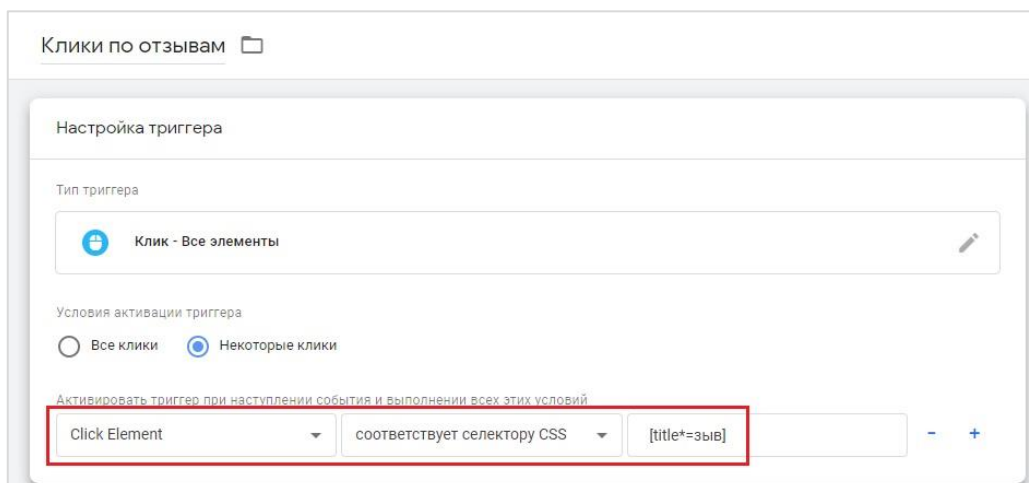 Клики по отзывам
Настройка триггера
Тип триггера
Клик - Все элементы
Условия активации триггера
Все клики Некоторые клики
Активировать триггер при наступлении события и выполнении всех этих условий
Click Element соответствует селектору CSS [title*=зыв] - +